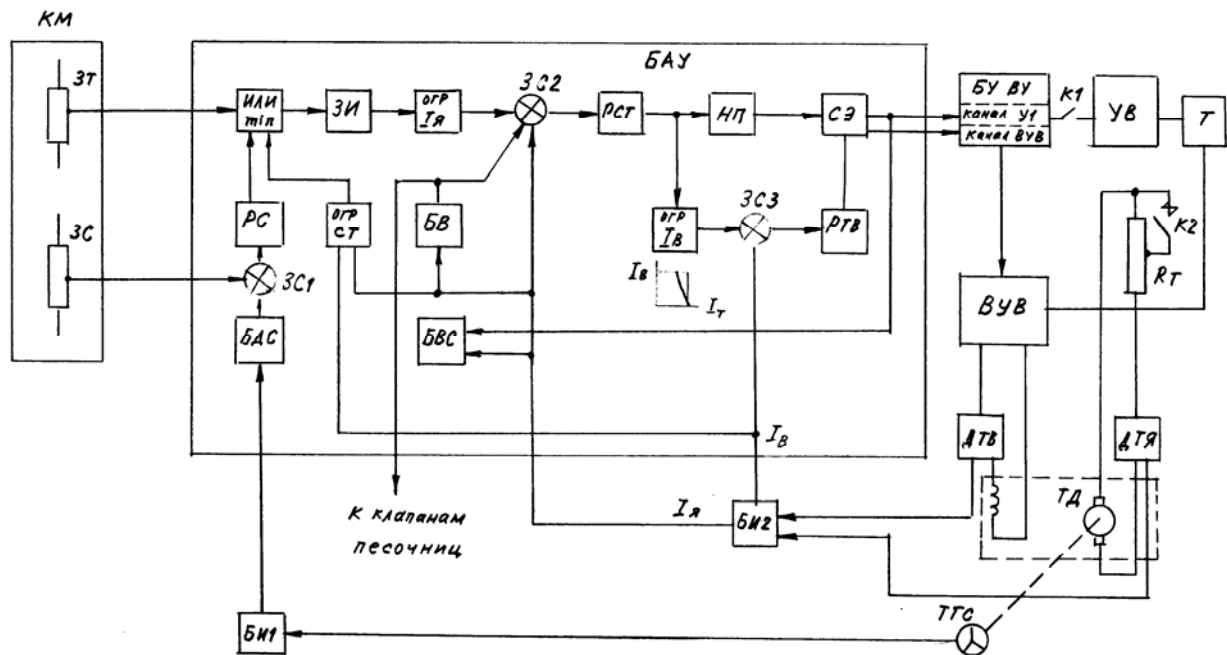 КМ
ЗТ
ЗС
БАУ
ИЛИ
min
ЗИ
ОГР
Iя
ЗС2
РСТ
НП
СЭ
БУ ВУ
канал У1
канал ВУВ
К1
УВ
Т
РС
ОГР
СТ
БВ
ОГР
Iв
ЗС3
РТВ
К2
Rт
ЗС1
Iв
Iт
БДС
БВС
ВУВ
ДТВ
ДТЯ
Iв
К клапанам
песочниц
Iя
БИ2
ТД
БИ1
ТГС